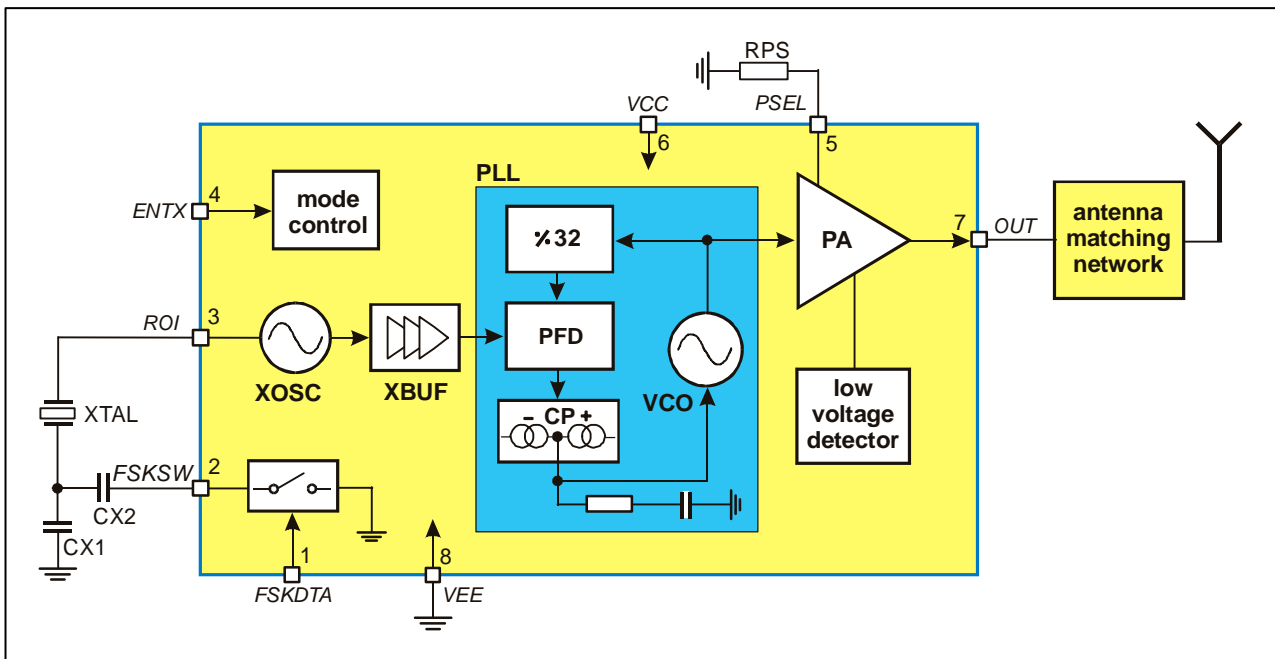 RPS
VCC
PSEL
6
5
PLL
4
ENTX
mode
control
٪32
PA
7
OUT
antenna
matching
network
ROI
3
PFD
XOSC
XBUF
VCO
low
voltage
detector
- CP +
XTAL
FSKSW
2
CX2
CX1
1
8
FSKDTA
VEE